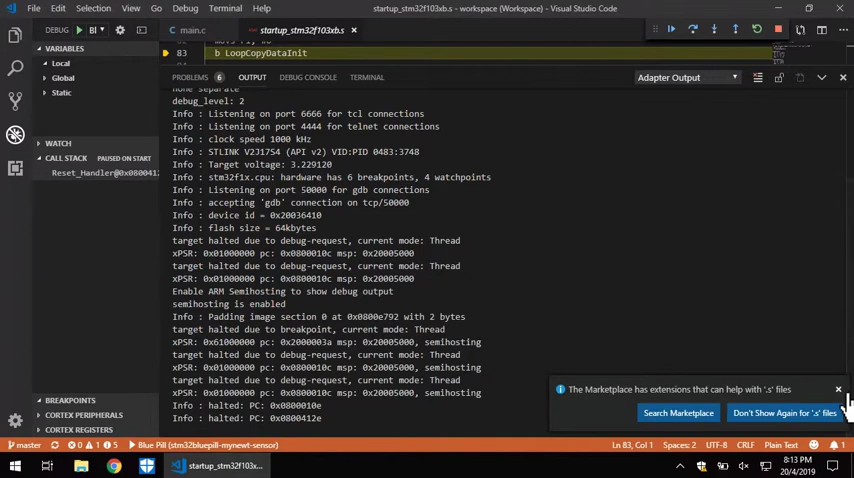 File Edit Selection View Go Debug Terminal Help
startup_stm32f103xb.s - workspace (Workspace) - Visual Studio Code
DEBUG
Bl
main.c
startup_stm32f103xb.s
83 b LoopCopyDataInit
VARIABLES
Local
Global
Static
WATCH
CALL STACK PAUSED ON START
Reset_Handler@0x0800412
BREAKPOINTS
CORTEX PERIPHERALS
CORTEX REGISTERS
PROBLEMS 6 OUTPUT DEBUG CONSOLE TERMINAL
Adapter Output
none separate
debug_level: 2
Info : Listening on port 6666 for tcl connections
Info : Listening on port 4444 for telnet connections
Info : clock speed 1000 kHz
Info : STLINK V2J17S4 (API v2) VID:PID 0483:3748
Info : Target voltage: 3.229120
Info : stm32f1x.cpu: hardware has 6 breakpoints, 4 watchpoints
Info : Listening on port 50000 for gdb connections
Info : accepting 'gdb' connection on tcp/50000
Info : device id = 0x20036410
Info : flash size = 64kbytes
target halted due to debug-request, current mode: Thread
xPSR: 0x01000000 pc: 0x0800010c msp: 0x20005000
target halted due to debug-request, current mode: Thread
xPSR: 0x01000000 pc: 0x0800010c msp: 0x20005000
Enable ARM Semihosting to show debug output
semihosting is enabled
Info : Padding image section 0 at 0x0800e792 with 2 bytes
target halted due to breakpoint, current mode: Thread
xPSR: 0x61000000 pc: 0x2000003a msp: 0x20005000, semihosting
target halted due to debug-request, current mode: Thread
xPSR: 0x01000000 pc: 0x0800010c msp: 0x20005000, semihosting
target halted due to debug-request, current mode: Thread
xPSR: 0x01000000 pc: 0x0800010c msp: 0x20005000, semihosting
Info : halted: PC: 0x0800010e
Info : halted: PC: 0x0800412e
The Marketplace has extensions that can help with '.s' files
Search Marketplace
Don't Show Again for '.s' files
master 0 1 5 Blue Pill (stm32bluepill-mynewt-sensor)
Ln 83, Col 1 Spaces: 2 UTF-8 CRLF Plain Text 1
startup_stm32f103xb...
8:13 PM
20/4/2019